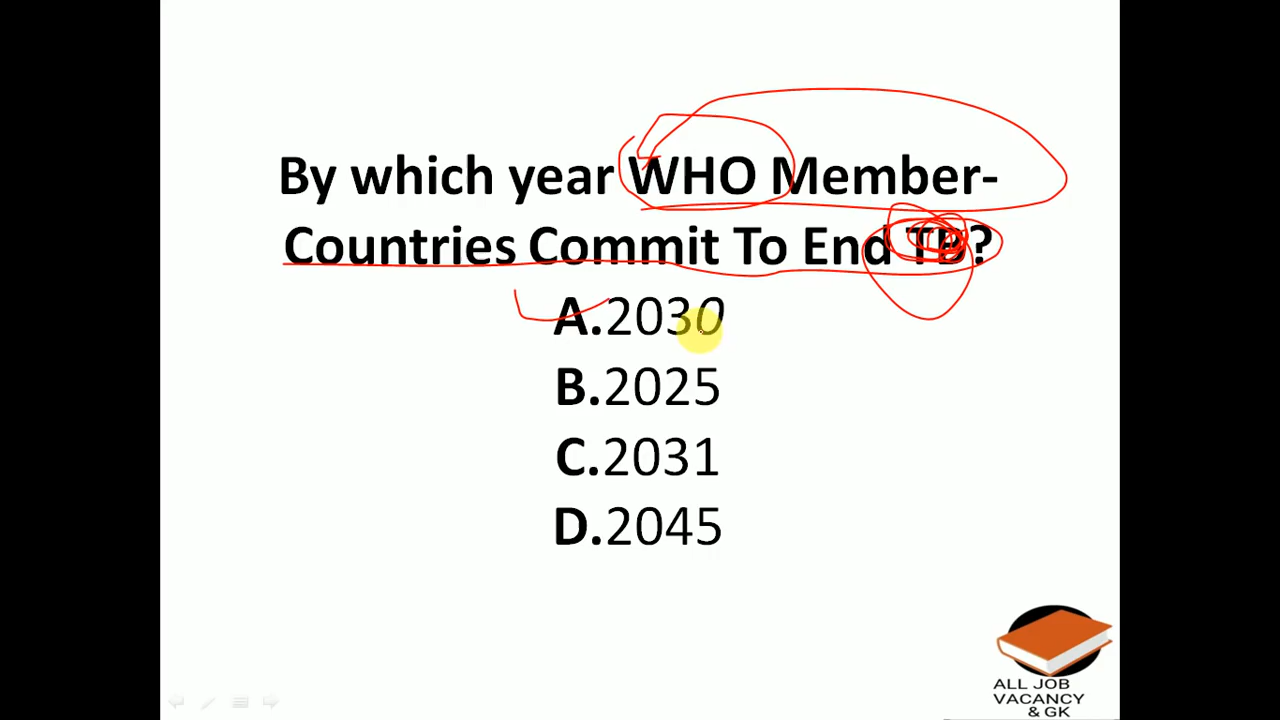 By which year WHO Member-
Countries Commit To End TB?
A.2030
B.2025
C.2031
D.2045
ALL JOB
VACANCY
& GK